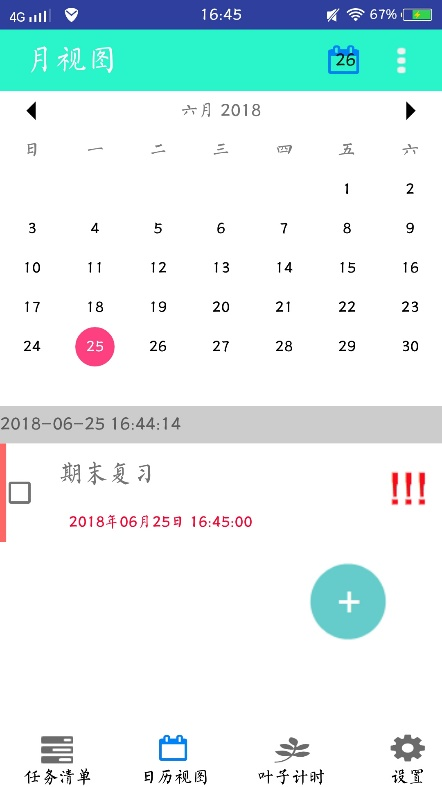 4G 16:45 67%
月视图 26
六月 2018
日 一 二 三 四 五 六
1 2
3 4 5 6 7 8 9
10 11 12 13 14 15 16
17 18 19 20 21 22 23
24 25 26 27 28 29 30
2018-06-25 16:44:14
期末复习 !!!
2018年06月25日 16:45:00
+
任务清单 日历视图 叶子计时 设置